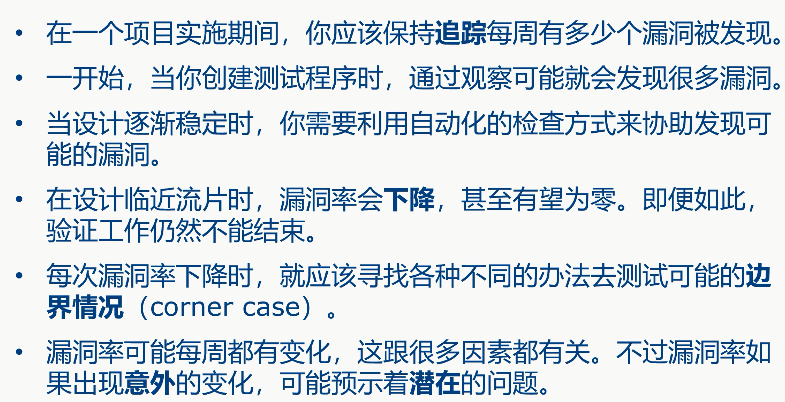 • 在一个项目实施期间，你应该保持追踪每周有多少个漏洞被发现。
• 一开始，当你创建测试程序时，通过观察可能就会发现很多漏洞。
• 当设计逐渐稳定时，你需要利用自动化的检查方式来协助发现可
能的漏洞。
• 在设计临近流片时，漏洞率会下降，甚至有望为零。即便如此，
验证工作仍然不能结束。
• 每次漏洞率下降时，就应该寻找各种不同的办法去测试可能的边
界情况（corner case）。
• 漏洞率可能每周都有变化，这跟很多因素都有关。不过漏洞率如
果出现意外的变化，可能预示着潜在的问题。